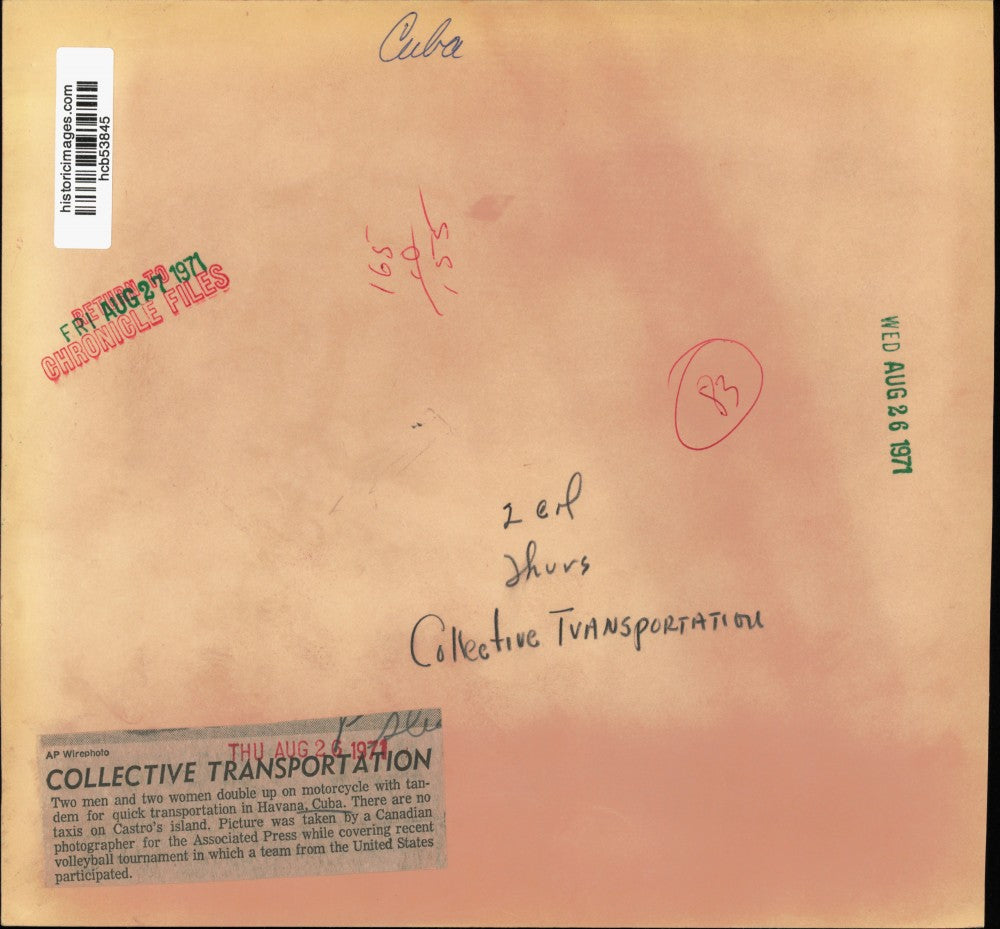 Cuba
historicimages.com
hcb53845
165
10
155
RETURN TO
FRI AUG 27 1971
CHRONICLE FILES
WED AUG 26 1971
83
2 col
Thurs
Collective Transportation
AP Wirephoto
THU AUG 26 1971
COLLECTIVE TRANSPORTATION
Two men and two women double up on motorcycle with tan-
dem for quick transportation in Havana, Cuba. There are no
taxis on Castro's island. Picture was taken by a Canadian
photographer for the Associated Press while covering recent
volleyball tournament in which a team from the United States
participated.